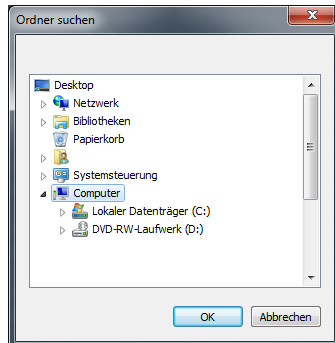 Ordner suchen
Desktop
Netzwerk
Bibliotheken
Papierkorb
Systemsteuerung
Computer
Lokaler Datenträger (C:)
DVD-RW-Laufwerk (D:)
OK
Abbrechen